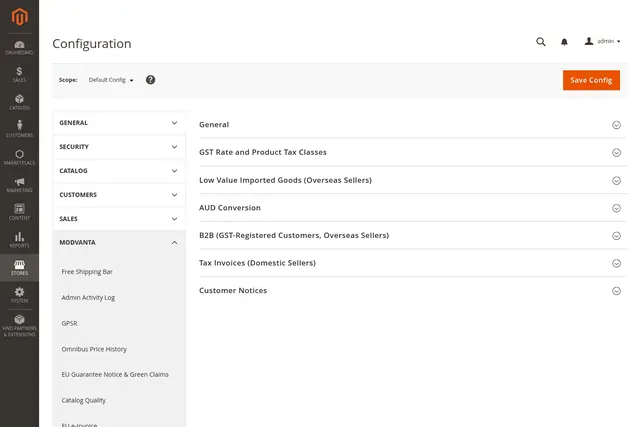 Configuration
admin
Scope:
Default Config
?
Save Config
DASHBOARD
SALES
CATALOG
CUSTOMERS
MARKETPLACE
MARKETING
CONTENT
REPORTS
STORES
SYSTEM
FIND PARTNERS
& EXTENSIONS
GENERAL
SECURITY
CATALOG
CUSTOMERS
SALES
MODVANTA
Free Shipping Bar
Admin Activity Log
GPSR
Omnibus Price History
EU Guarantee Notice & Green Claims
Catalog Quality
EU e-Invoice
General
GST Rate and Product Tax Classes
Low Value Imported Goods (Overseas Sellers)
AUD Conversion
B2B (GST-Registered Customers, Overseas Sellers)
Tax Invoices (Domestic Sellers)
Customer Notices